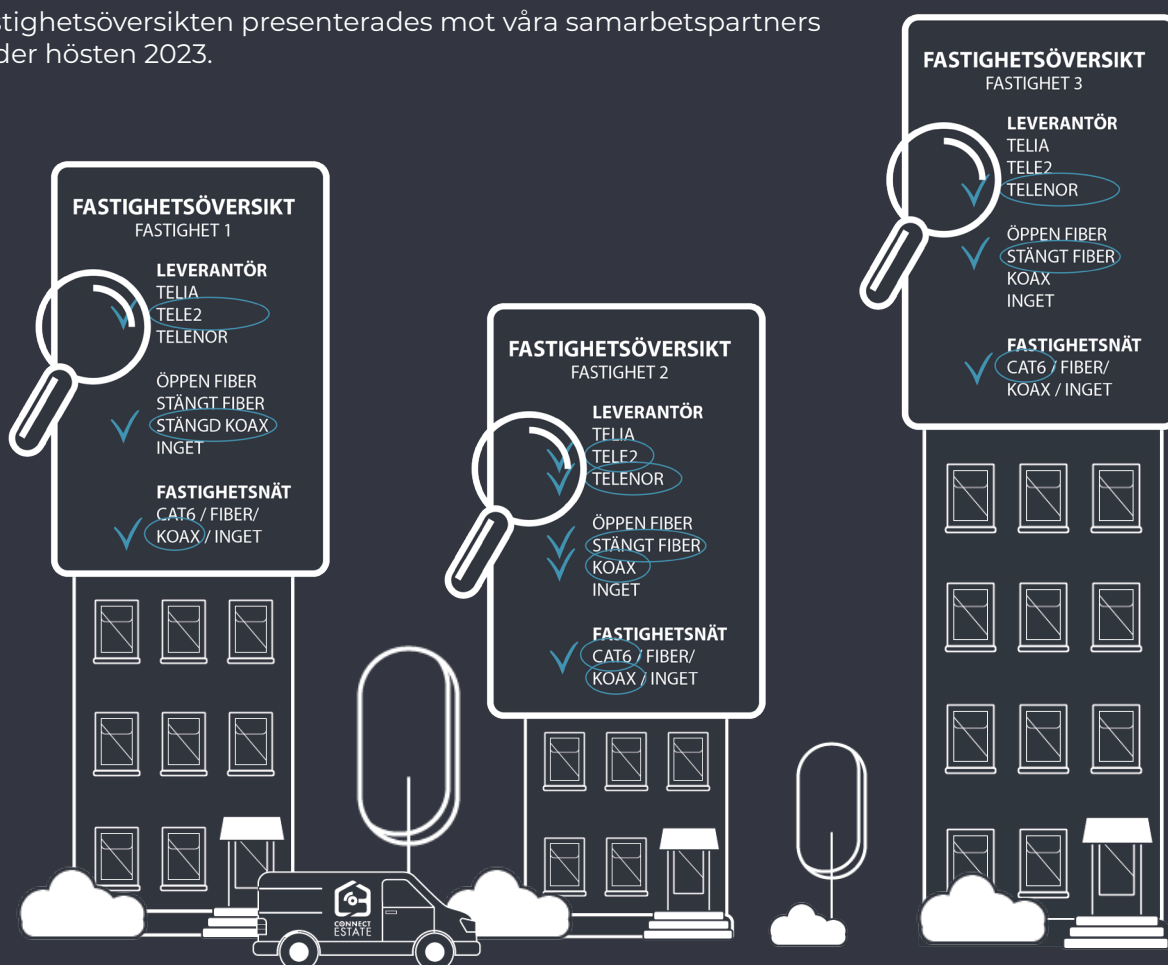 stighetsöversikten presenterades mot våra samarbetspartners
der hösten 2023.
FASTIGHETSÖVERSIKT
FASTIGHET 1
LEVERANTÖR
TELIA
TELE2
TELENOR
ÖPPEN FIBER
STÄNGT FIBER
STÄNGD KOAX
INGET
FASTIGHETSNÄT
CAT6 / FIBER/
KOAX / INGET
FASTIGHETSÖVERSIKT
FASTIGHET 2
LEVERANTÖR
TELIA
TELE2
TELENOR
ÖPPEN FIBER
STÄNGT FIBER
KOAX
INGET
FASTIGHETSNÄT
CAT6 / FIBER/
KOAX / INGET
FASTIGHETSÖVERSIKT
FASTIGHET 3
LEVERANTÖR
TELIA
TELE2
TELENOR
ÖPPEN FIBER
STÄNGT FIBER
KOAX
INGET
FASTIGHETSNÄT
CAT6 / FIBER/
KOAX / INGET
CONNECT
ESTATE